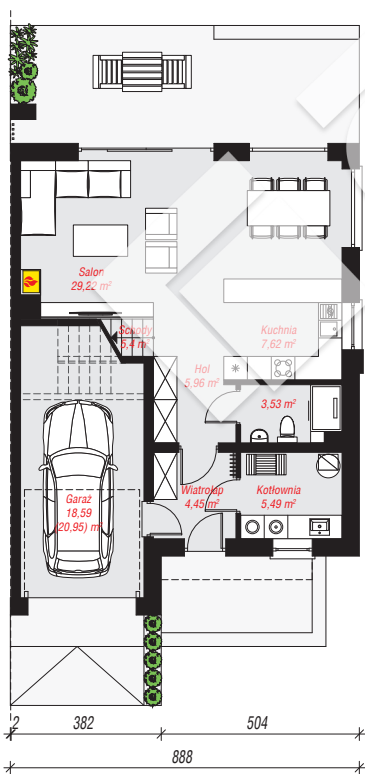 Salon
29,22 m²
Schody
5,4 m²
Kuchnia
7,62 m²
Hol
5,96 m²
3,53 m²
Garaż
18,59
(20,95) m²
Wiatrołap
4,45 m²
Kotłownia
5,49 m²
2 382 504
888